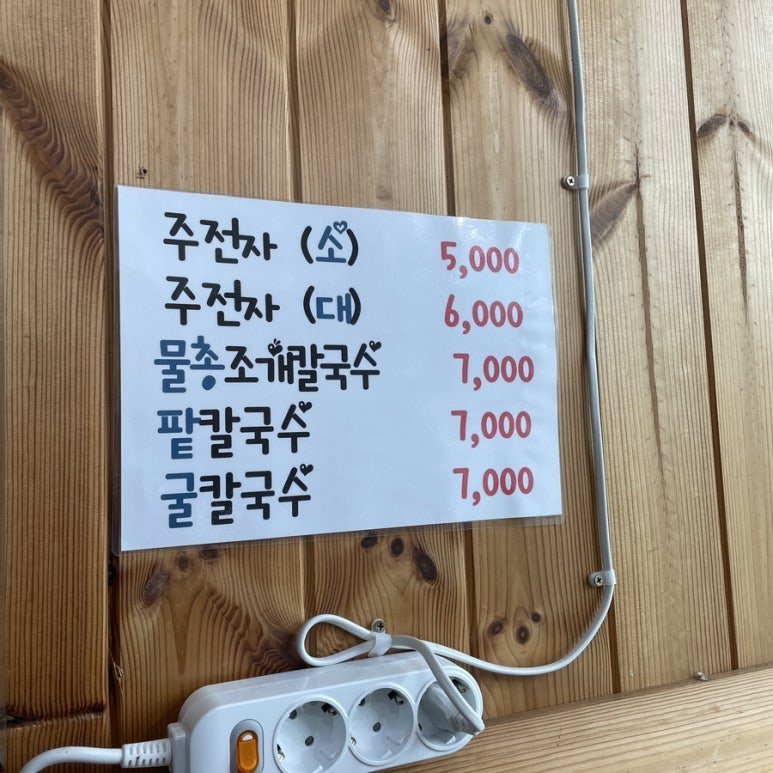 주전자 (소) 5,000
주전자 (대) 6,000
물총조개칼국수 7,000
팥칼국수 7,000
굴칼국수 7,000